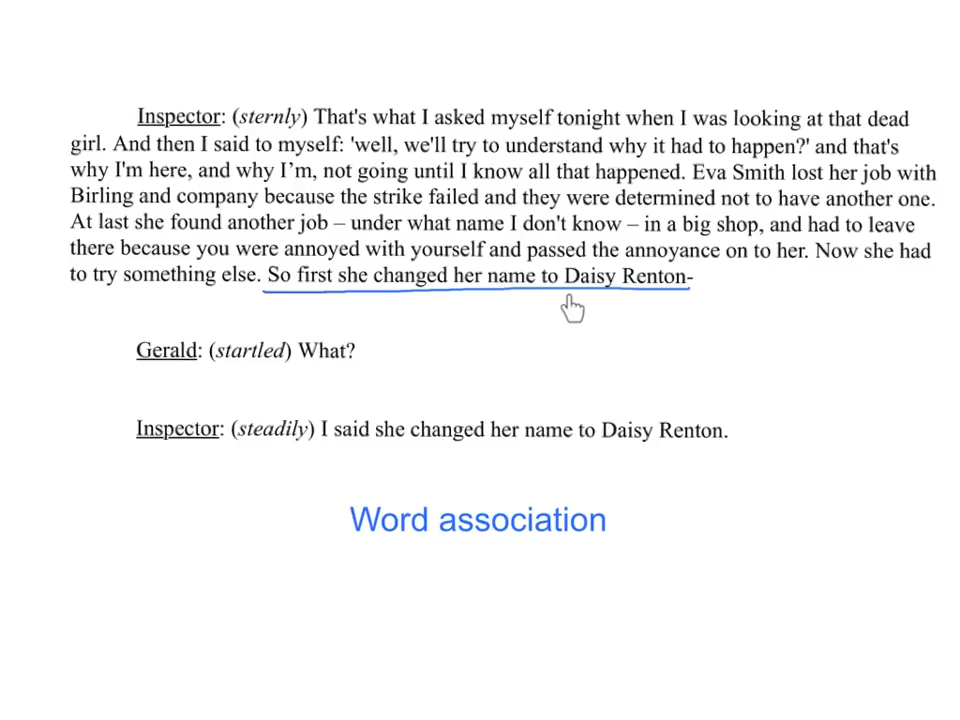 Inspector: (sternly) That's what I asked myself tonight when I was looking at that dead
girl. And then I said to myself: 'well, we'll try to understand why it had to happen?' and that's
why I'm here, and why I’m, not going until I know all that happened. Eva Smith lost her job with
Birling and company because the strike failed and they were determined not to have another one.
At last she found another job – under what name I don't know – in a big shop, and had to leave
there because you were annoyed with yourself and passed the annoyance on to her. Now she had
to try something else. So first she changed her name to Daisy Renton-
Gerald: (startled) What?
Inspector: (steadily) I said she changed her name to Daisy Renton.
Word association